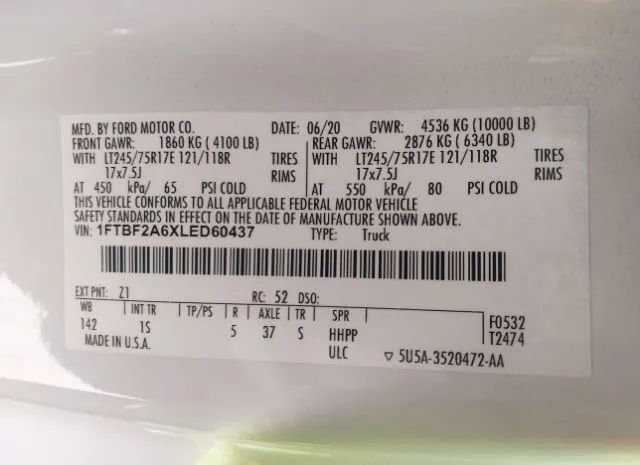 MFD. BY FORD MOTOR CO. DATE: 06/20 GVWR: 4536 KG (10000 LB)
FRONT GAWR: 1860 KG ( 4100 LB) REAR GAWR: 2876 KG ( 6340 LB)
WITH LT245/75R17E 121/118R TIRES WITH LT245/75R17E 121/118R TIRES
17x7.5J RIMS 17x7.5J RIMS
AT 450 kPa/ 65 PSI COLD AT 550 kPa/ 80 PSI COLD
THIS VEHICLE CONFORMS TO ALL APPLICABLE FEDERAL MOTOR VEHICLE
SAFETY STANDARDS IN EFFECT ON THE DATE OF MANUFACTURE SHOWN ABOVE.
VIN: 1FTBF2A6XLED60437 TYPE: Truck
EXT PNT: Z1 RC: 52 DSO:
WB INT TR TP/PS R AXLE TR SPR F0532
142 1S 5 37 S HHPP T2474
MADE IN U.S.A. ULC ▽ 5U5A-3520472-AA